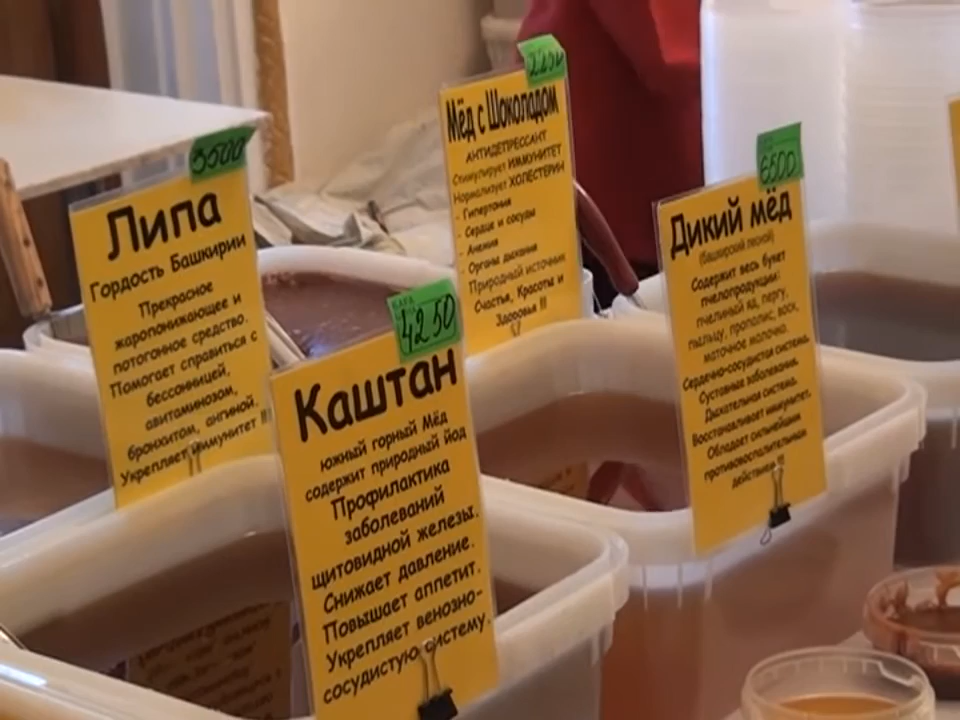 5500
Липа
Гордость Башкирии
Прекрасное
жаропонижающее и
потогонное средство.
Помогает справиться с
бессонницей,
авитаминозом,
бронхитом, ангиной.
Укрепляет иммунитет !!!
4250
Каштан
южный горный Мёд
содержит природный йод
Профилактика
заболеваний
щитовидной железы.
Снижает давление.
Повышает аппетит.
Укрепляет венозно-
сосудистую систему.
2250
Мёд с Шоколадом
АНТИДЕПРЕССАНТ
Стимулирует ИММУНИТЕТ
Нормализует ХОЛЕСТЕРИН
- Гипертония
- Сердце и сосуды
- Анемия
- Органы дыхания
Природный источник
Счастья, Красоты и
Здоровья !!!
6500
Дикий мёд
(башкирский лесной)
Содержит весь букет
пчелопродукции:
пчелиный яд, пергу,
пыльцу, прополис, воск,
маточное молочко.
Сердечно-сосудистая система.
Суставные заболевания.
Дыхательная система.
Восстанавливает иммунитет.
Обладает сильнейшим
противовоспалительным
действием !!!